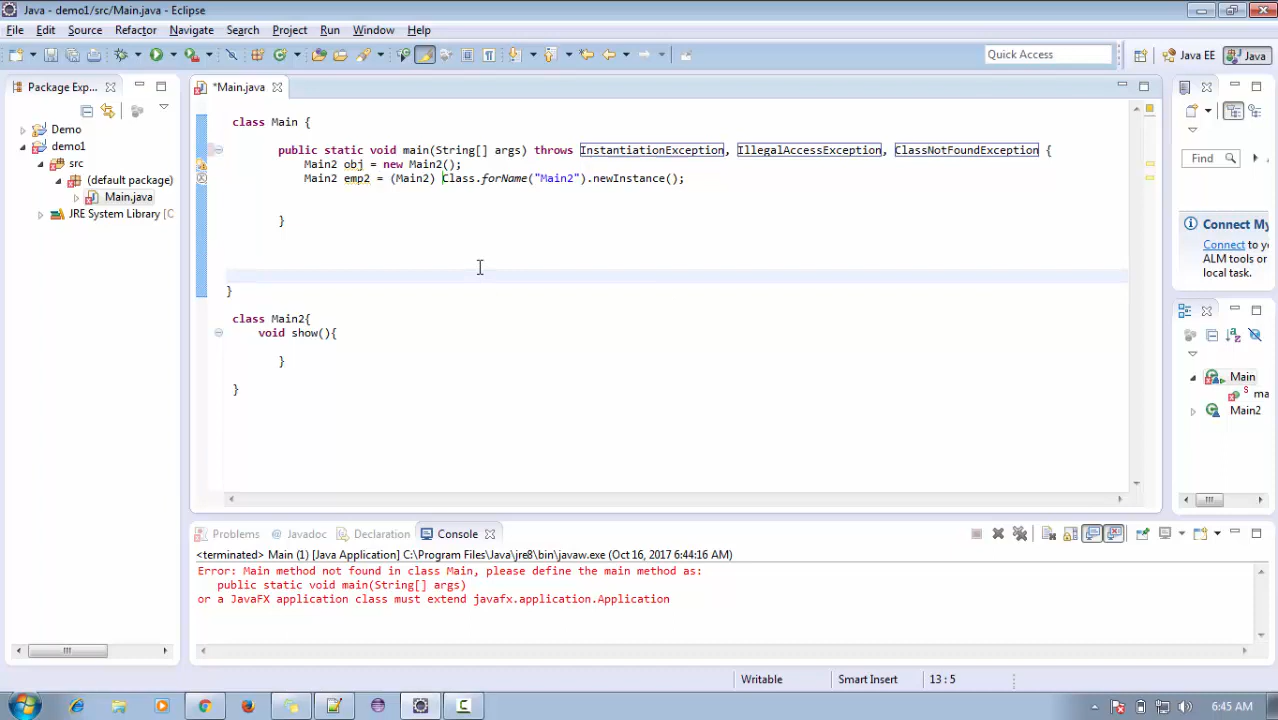 Java - demo1/src/Main.java - Eclipse
File Edit Source Refactor Navigate Search Project Run Window Help
Quick Access
Java EE
Java
Package Exp...
*Main.java
Demo
demo1
src
(default package)
Main.java
JRE System Library [C
class Main {
public static void main(String[] args) throws InstantiationException, IllegalAccessException, ClassNotFoundException {
Main2 obj = new Main2();
Main2 emp2 = (Main2) Class.forName("Main2").newInstance();
}
}
class Main2{
void show(){
}
}
Find
Connect My
Connect to yo
ALM tools or
local task.
Main
ma
Main2
Problems @ Javadoc Declaration Console
<terminated> Main (1) [Java Application] C:\Program Files\Java\jre8\bin\javaw.exe (Oct 16, 2017 6:44:16 AM)
Error: Main method not found in class Main, please define the main method as:
public static void main(String[] args)
or a JavaFX application class must extend javafx.application.Application
Writable Smart Insert 13 : 5
6:45 AM